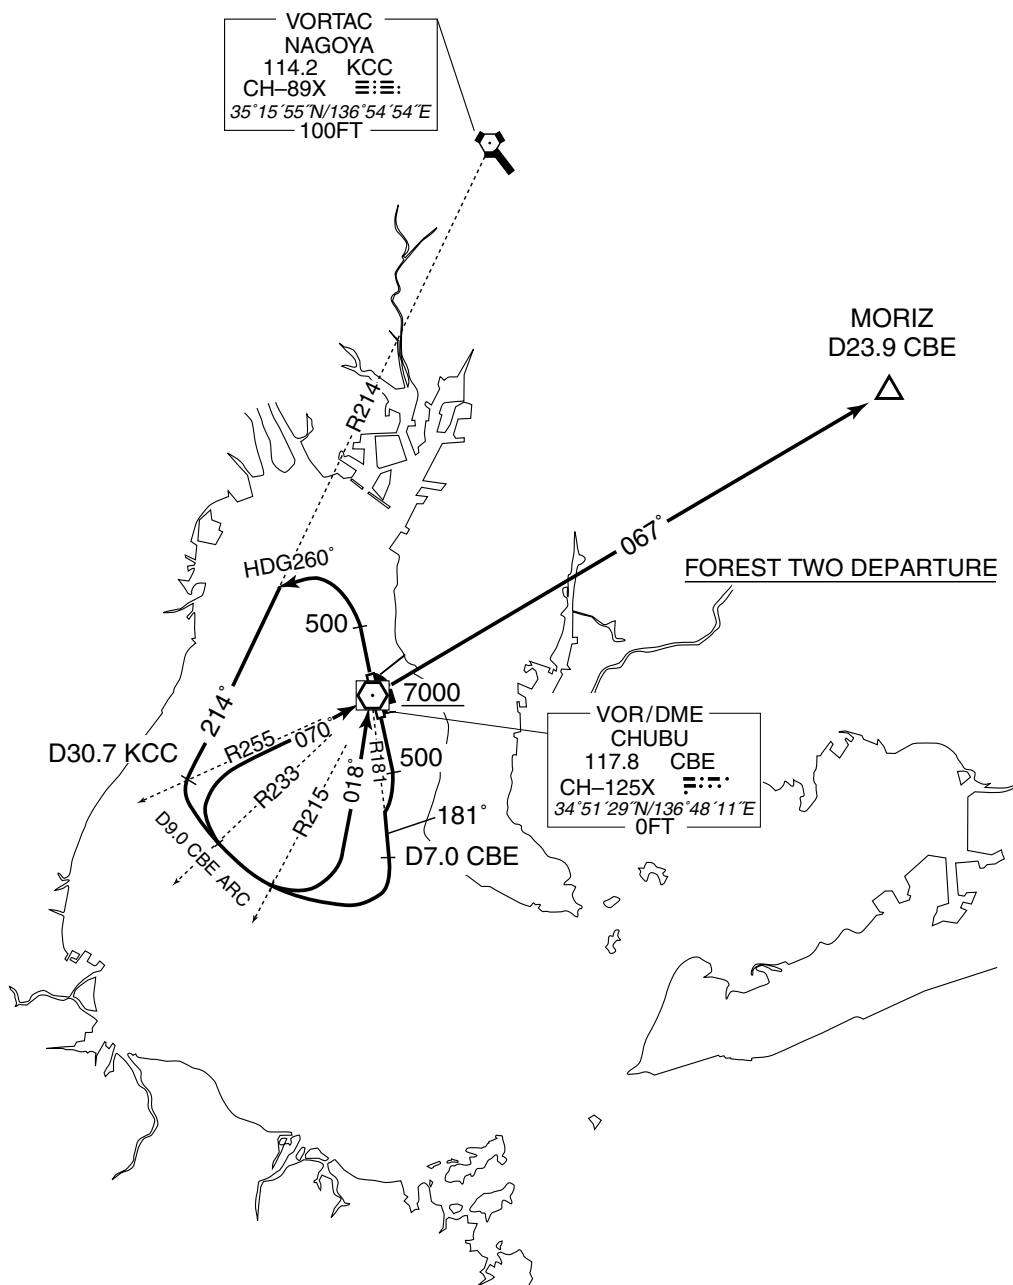 VORTAC
NAGOYA
114.2 KCC
CH–89X
35°15´55˝N/136°54´54˝E
100FT
MORIZ
D23.9 CBE
R214
067°
HDG260°
FOREST TWO DEPARTURE
500
7000
214°
VOR/DME
CHUBU
117.8 CBE
CH–125X
34°51´29˝N/136°48´11˝E
0FT
D30.7 KCC
R255
070°
R181
500
R233
018°
R215
181°
D9.0 CBE ARC
D7.0 CBE